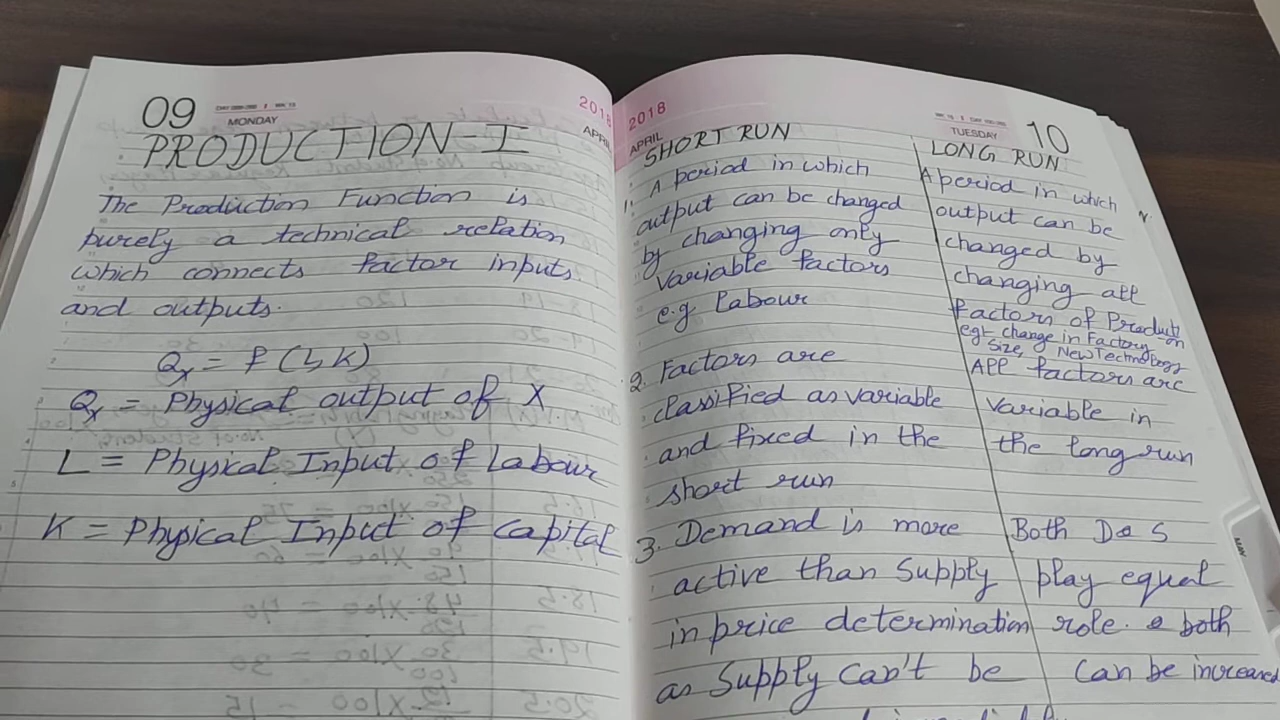 09
MONDAY
2018
APRIL
PRODUCTION-I
The Production Function is
purely a technical relation
which connects factor inputs
and outputs.
Qx = f (L, K)
Qx = Physical output of X
L = Physical Input of Labour
K = Physical Input of capital
2018
APRIL
TUESDAY
10
SHORT RUN
1. A period in which
output can be changed
by changing only
variable factors
e.g Labour
2. Factors are
classified as variable
and fixed in the
short run
3. Demand is more
active than Supply
in price determination
as Supply can't be
LONG RUN
A period in which
output can be
changed by
changing all
factors of Production
eg:- change in Factory
Size, New Technology
All factors are
variable in
the long run
Both D & S
play equal
role. both
can be increased
MAY